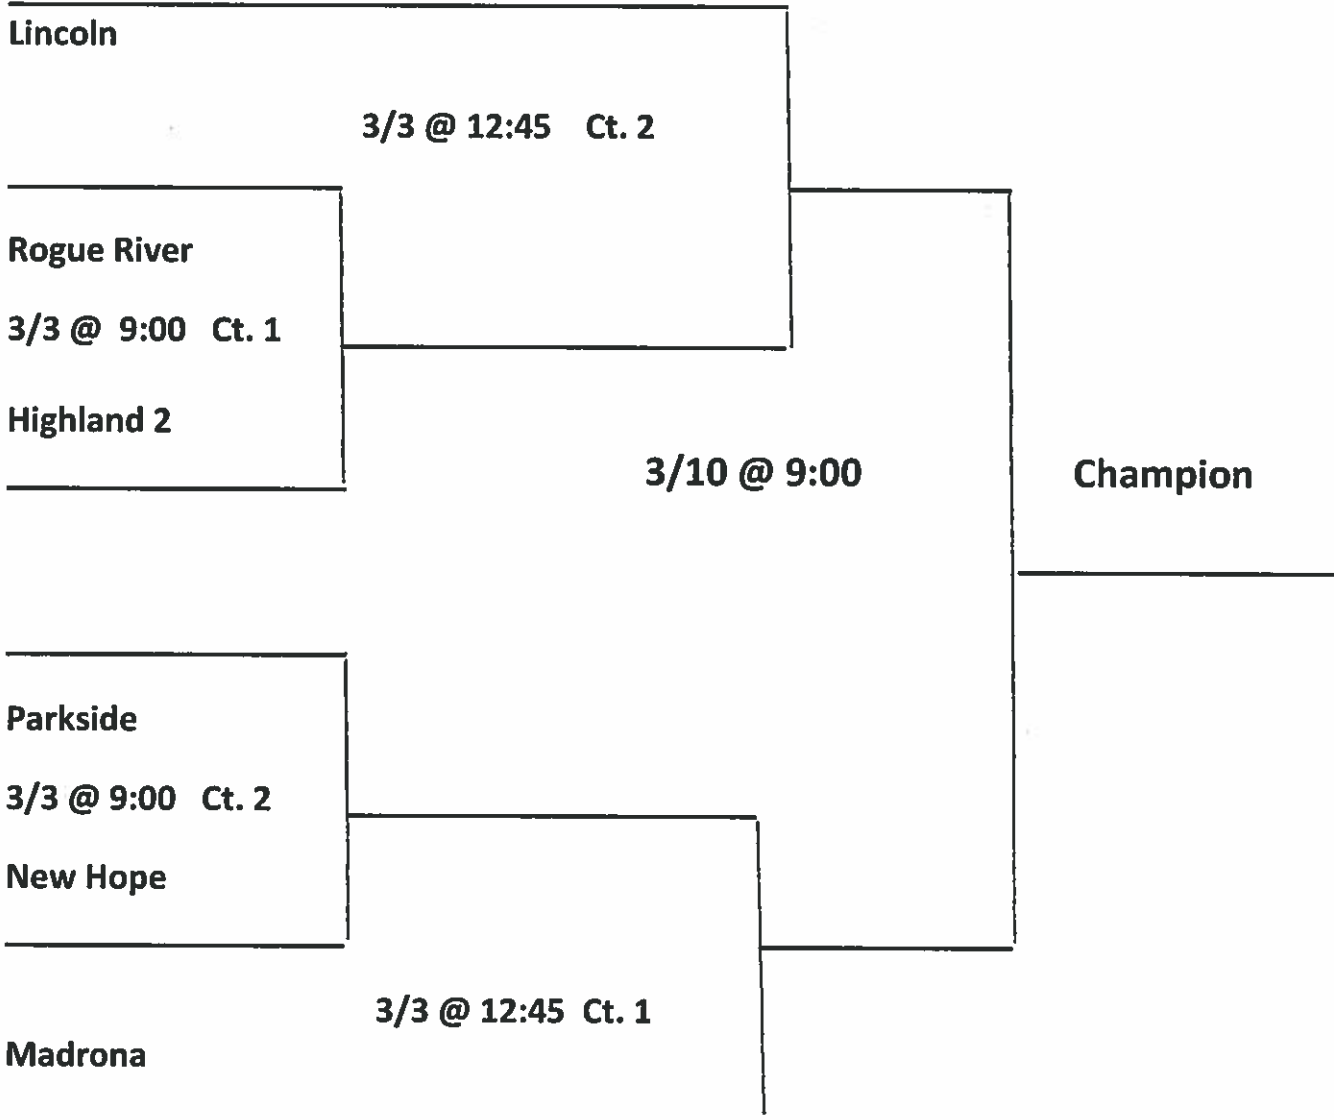 Lincoln
3/3 @ 12:45 Ct. 2
Rogue River
3/3 @ 9:00 Ct. 1
Highland 2
3/10 @ 9:00
Champion
Parkside
3/3 @ 9:00 Ct. 2
New Hope
3/3 @ 12:45 Ct. 1
Madrona